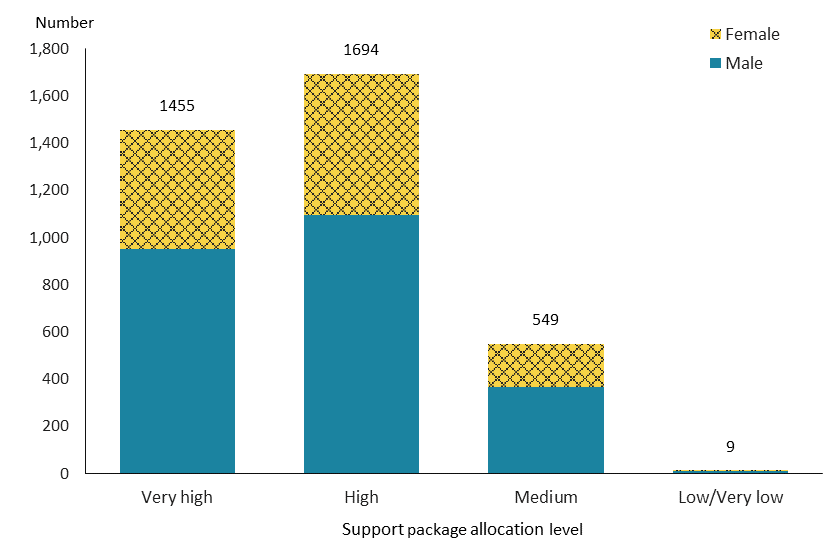 Number
1,800
1,600
1,400
1,200
1,000
800
600
400
200
0
1455
1694
549
9
Female
Male
Very high
High
Medium
Low/Very low
Support package allocation level